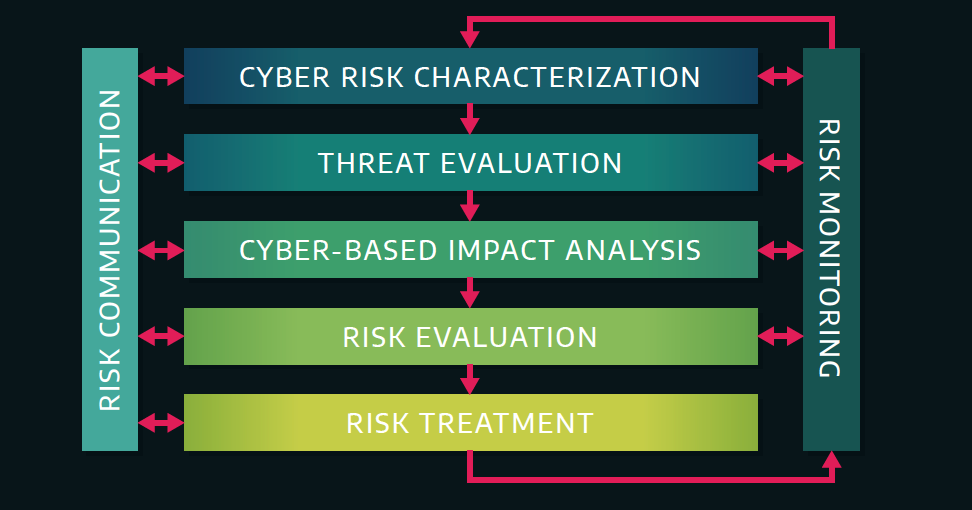 RISK COMMUNICATION
CYBER RISK CHARACTERIZATION
THREAT EVALUATION
CYBER-BASED IMPACT ANALYSIS
RISK EVALUATION
RISK TREATMENT
RISK MONITORING